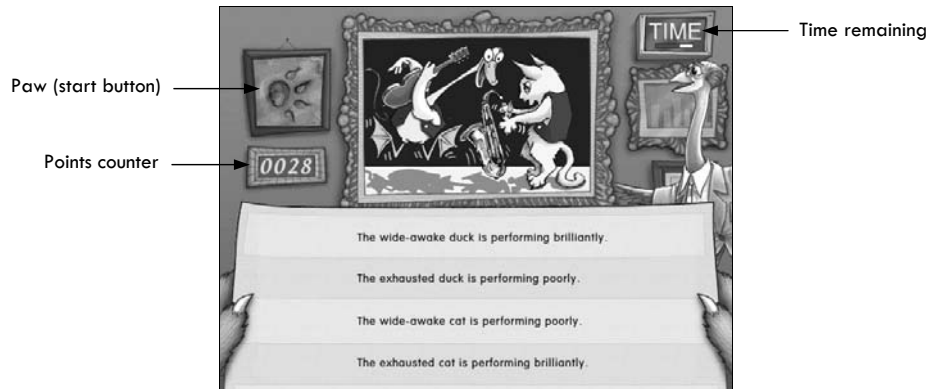 TIME
Time remaining
Paw (start button)
Points counter
0028
The wide-awake duck is performing brilliantly.
The exhausted duck is performing poorly.
The wide-awake cat is performing poorly.
The exhausted cat is performing brilliantly.